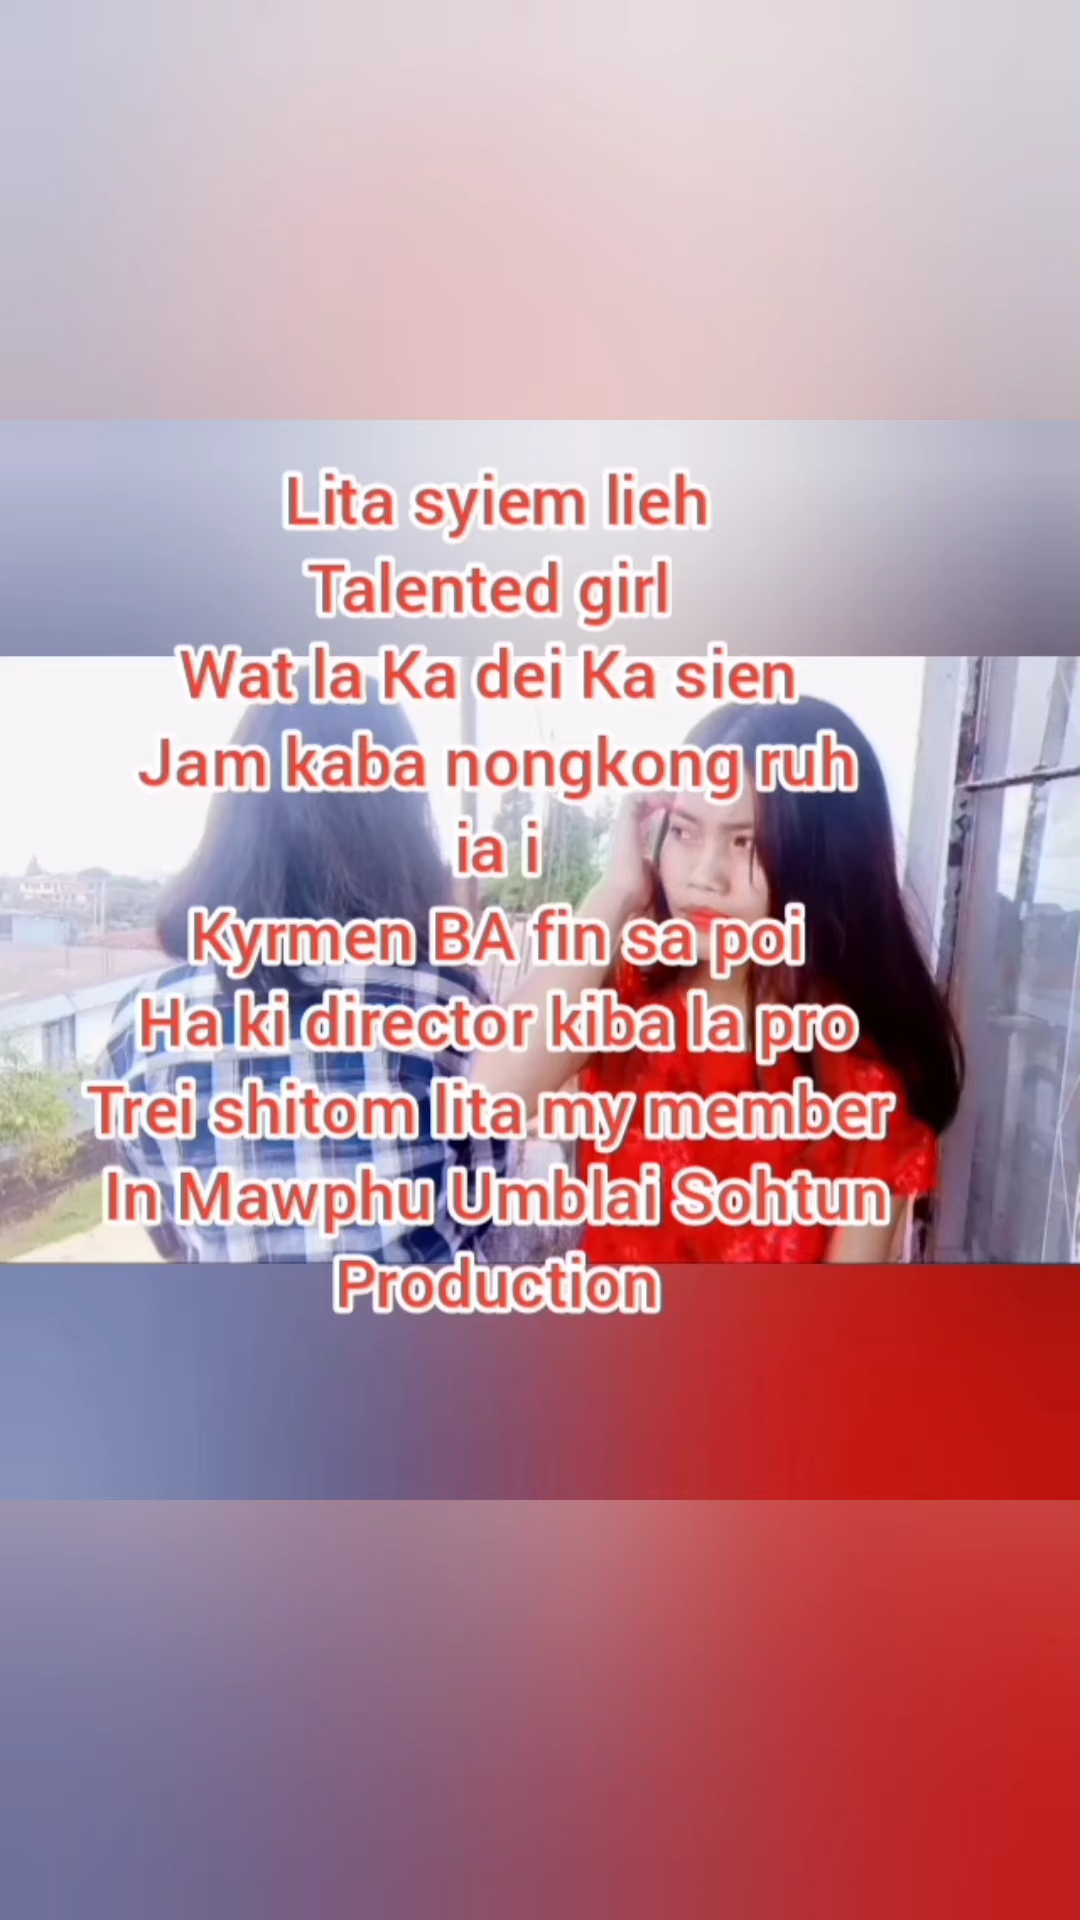 Lita syiem lieh
Talented girl
Wat la Ka dei Ka sien
Jam kaba nongkong ruh
ia i
Kyrmen BA fin sa poi
Ha ki director kiba la pro
Trei shitom lita my member
In Mawphu Umblai Sohtun
Production